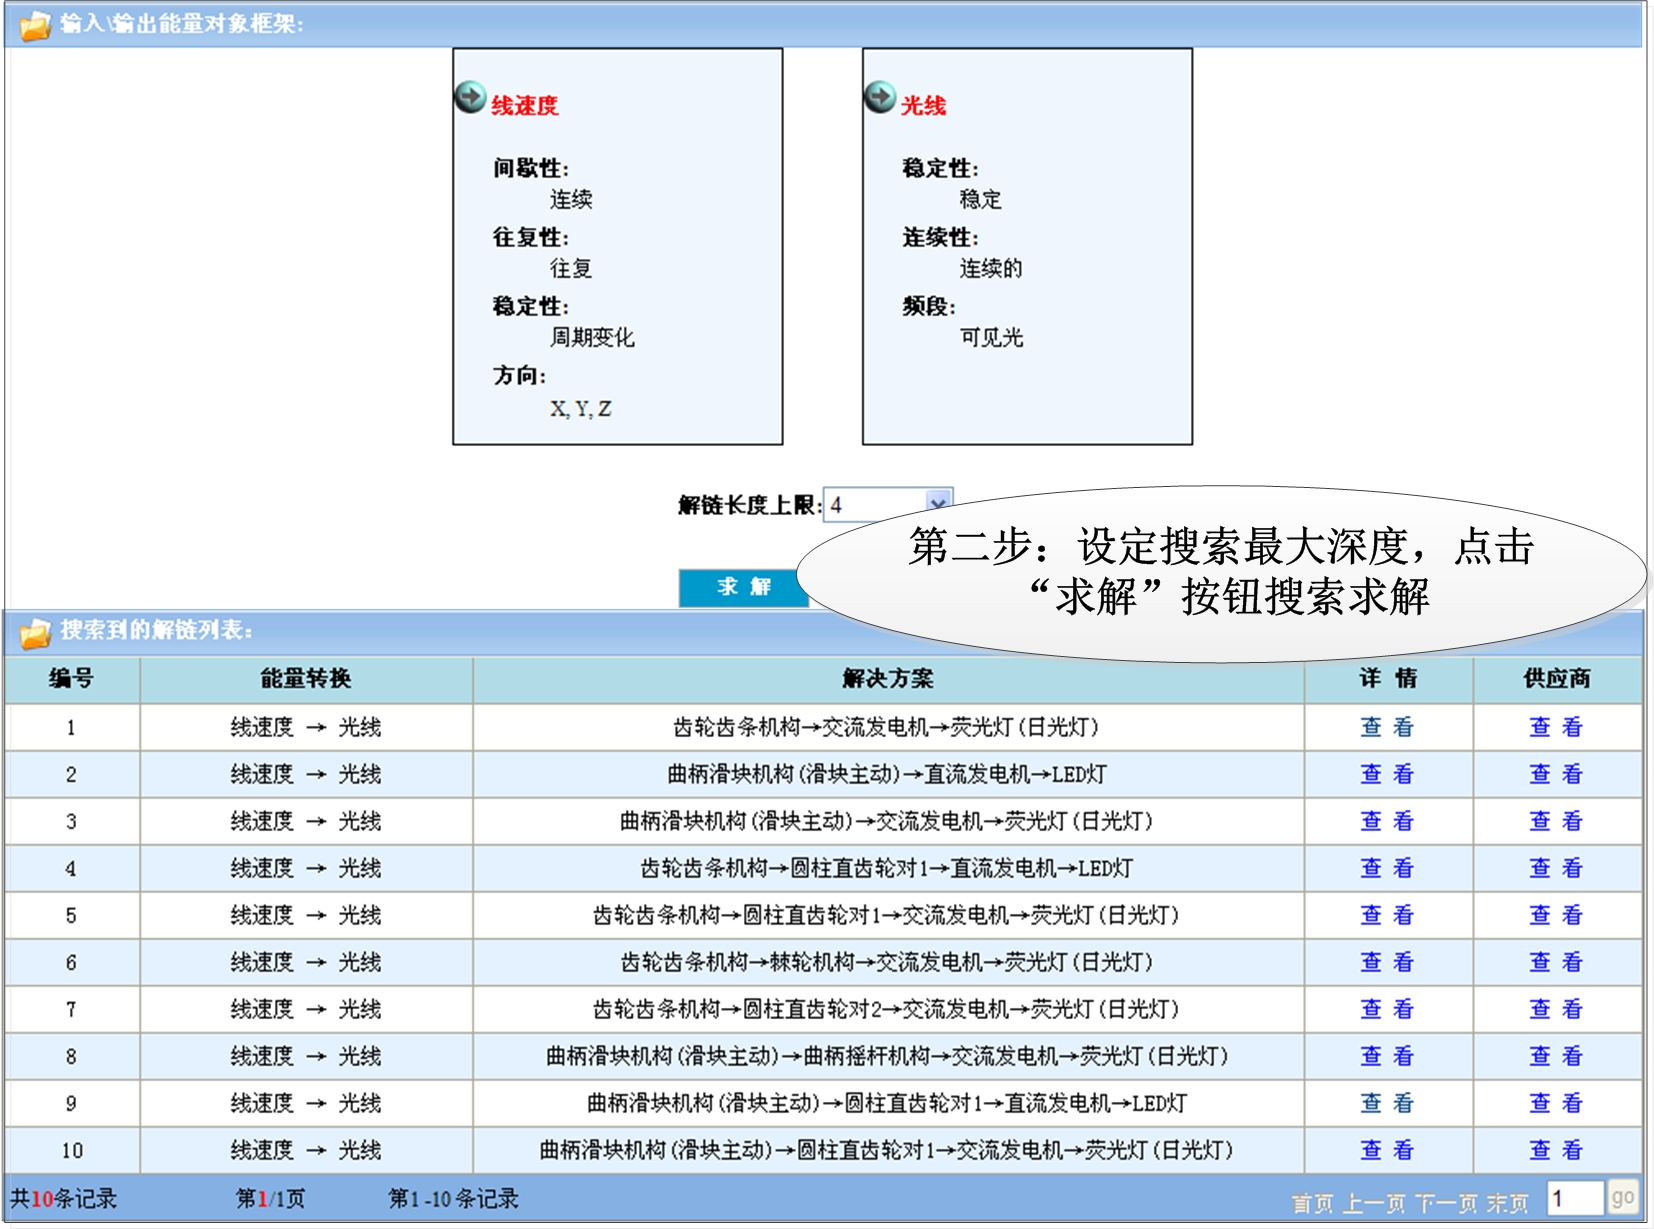 输入\输出能量对象框架:
线速度
间歇性:
连续
往复性:
往复
稳定性:
周期变化
方向:
X, Y, Z
光线
稳定性:
稳定
连续性:
连续的
频段:
可见光
解链长度上限: 4
第二步：设定搜索最大深度，点击
“求解”按钮搜索求解
求 解
搜索到的解链列表:
编号 能量转换 解决方案 详 情 供应商
1 线速度 → 光线 齿轮齿条机构→交流发电机→荧光灯(日光灯) 查 看 查 看
2 线速度 → 光线 曲柄滑块机构(滑块主动)→直流发电机→LED灯 查 看 查 看
3 线速度 → 光线 曲柄滑块机构(滑块主动)→交流发电机→荧光灯(日光灯) 查 看 查 看
4 线速度 → 光线 齿轮齿条机构→圆柱直齿轮对1→直流发电机→LED灯 查 看 查 看
5 线速度 → 光线 齿轮齿条机构→圆柱直齿轮对1→交流发电机→荧光灯(日光灯) 查 看 查 看
6 线速度 → 光线 齿轮齿条机构→棘轮机构→交流发电机→荧光灯(日光灯) 查 看 查 看
7 线速度 → 光线 齿轮齿条机构→圆柱直齿轮对2→交流发电机→荧光灯(日光灯) 查 看 查 看
8 线速度 → 光线 曲柄滑块机构(滑块主动)→曲柄摇杆机构→交流发电机→荧光灯(日光灯) 查 看 查 看
9 线速度 → 光线 曲柄滑块机构(滑块主动)→圆柱直齿轮对1→直流发电机→LED灯 查 看 查 看
10 线速度 → 光线 曲柄滑块机构(滑块主动)→圆柱直齿轮对1→交流发电机→荧光灯(日光灯) 查 看 查 看
共10条记录 第1/1页 第1-10条记录 首页 上一页 下一页 末页 1 go